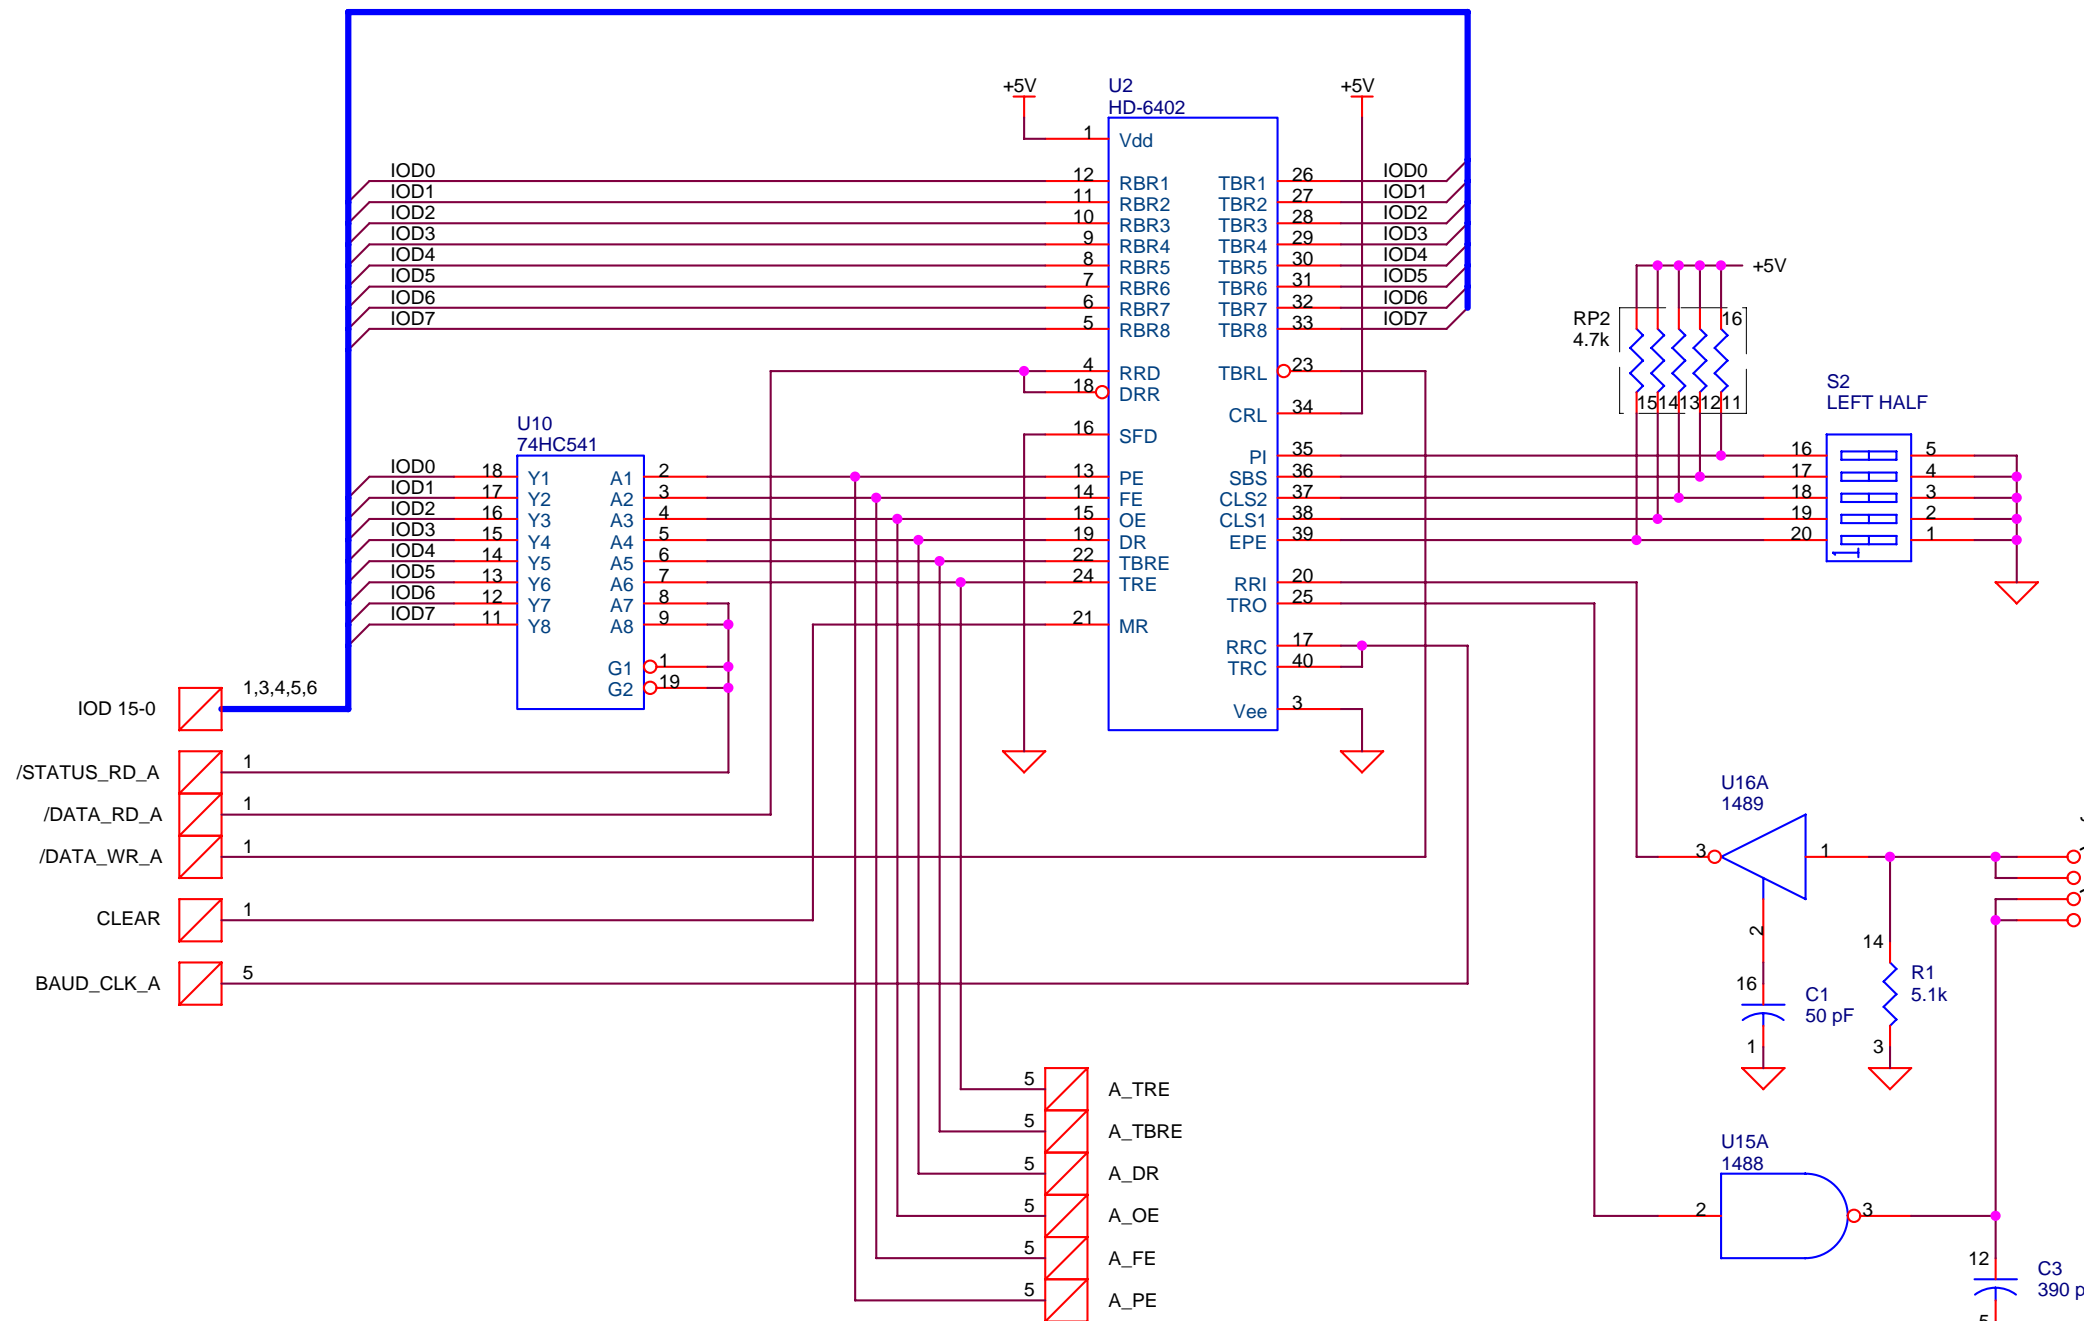 +5V
U2
HD-6402
+5V
1 Vdd
IOD0 12 RBR1 TBR1 26 IOD0
IOD1 11 RBR2 TBR2 27 IOD1
IOD2 10 RBR3 TBR3 28 IOD2
IOD3 9 RBR4 TBR4 29 IOD3
IOD4 8 RBR5 TBR5 30 IOD4
IOD5 7 RBR6 TBR6 31 IOD5
IOD6 6 RBR7 TBR7 32 IOD6
IOD7 5 RBR8 TBR8 33 IOD7
+5V
RP2
4.7k
16
15 14 13 12 11
4 RRD TBRL 23
18 DRR
CRL 34
16 SFD
S2
LEFT HALF
U10
74HC541
PI 35 16 5
IOD0 18 Y1 A1 2 13 PE SBS 36 17 4
IOD1 17 Y2 A2 3 14 FE CLS2 37 18 3
IOD2 16 Y3 A3 4 15 OE CLS1 38 19 2
IOD3 15 Y4 A4 5 19 DR EPE 39 20 1
1
IOD4 14 Y5 A5 6 22 TBRE
IOD5 13 Y6 A6 7 24 TRE RRI 20
IOD6 12 Y7 A7 8 TRO 25
IOD7 11 Y8 A8 9 21 MR
RRC 17
G1 1 TRC 40
G2 19
Vee 3
IOD 15-0 1,3,4,5,6
/STATUS_RD_A 1
/DATA_RD_A 1
/DATA_WR_A 1
CLEAR 1
BAUD_CLK_A 5
U16A
1489
3 1
2
16
C1
50 pF
1
14
R1
5.1k
3
5 A_TRE
5 A_TBRE
5 A_DR
5 A_OE
5 A_FE
5 A_PE
U15A
1488
2 3
12
C3
390 p
5